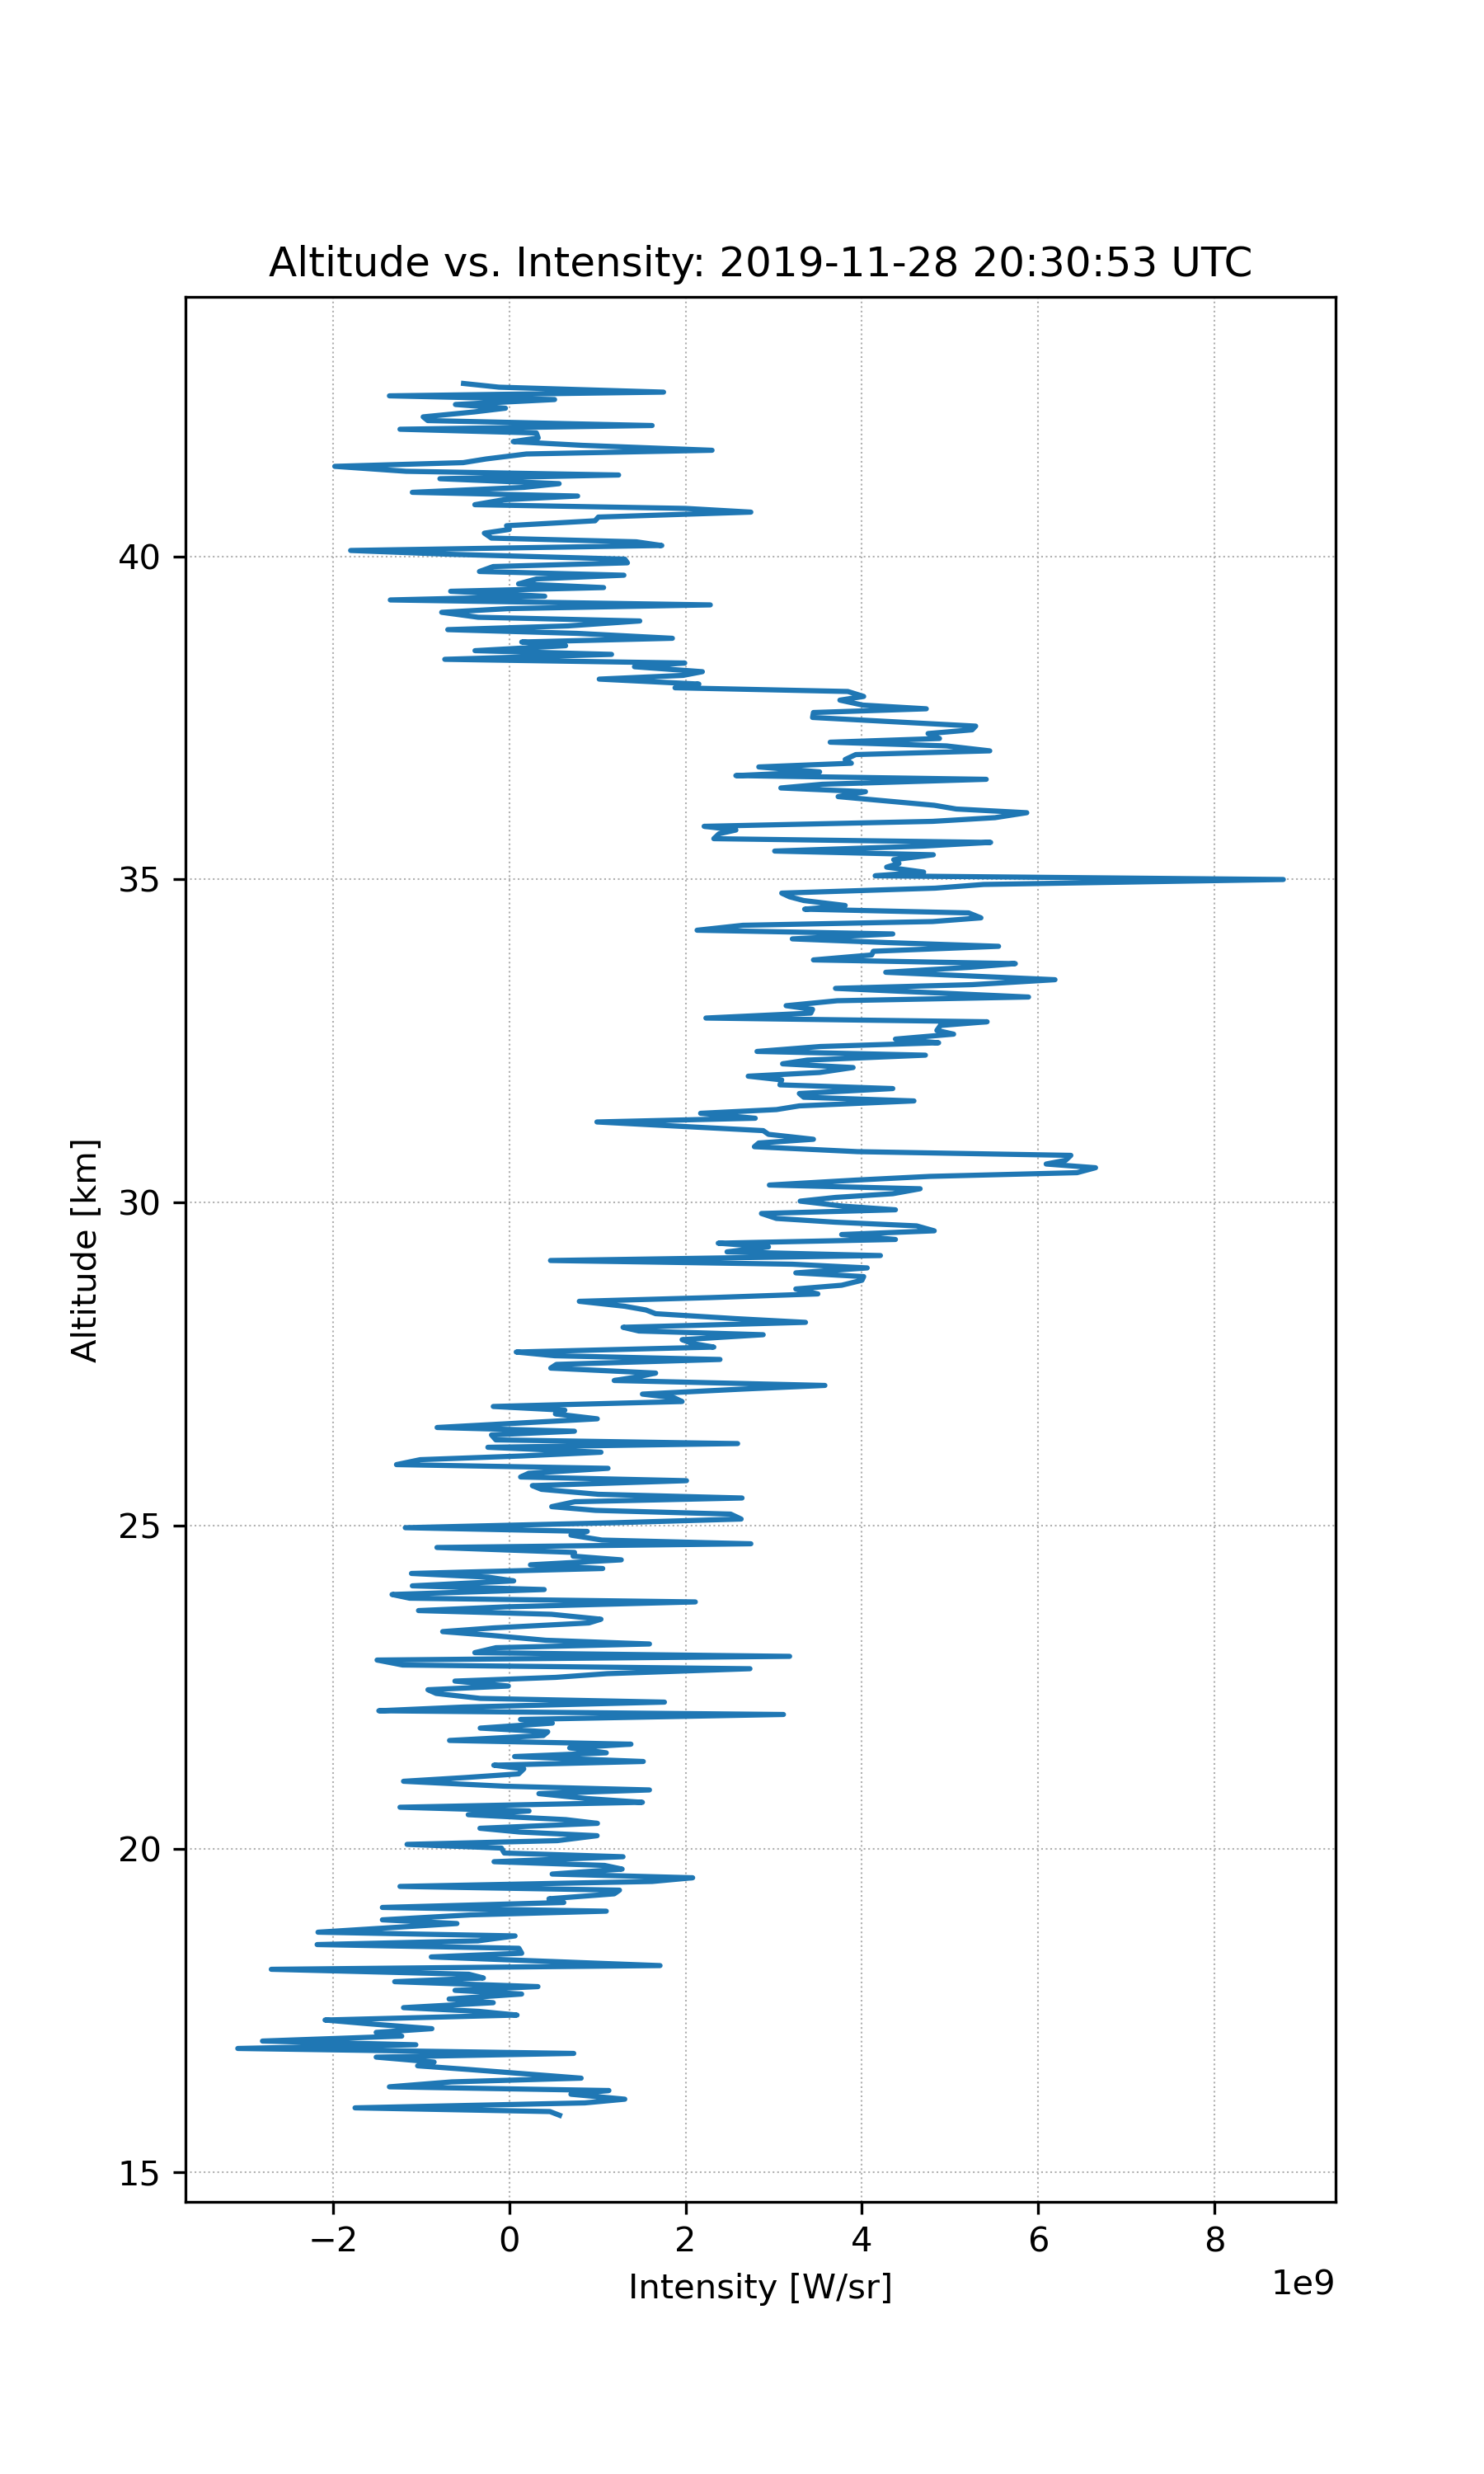 Altitude vs. Intensity: 2019-11-28 20:30:53 UTC
40
35
30
25
20
15
Altitude [km]
−2 0 2 4 6 8
Intensity [W/sr]
1e9